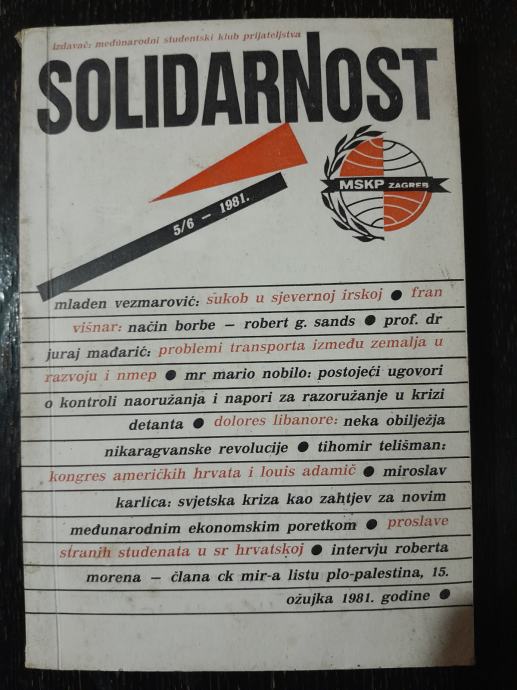 izdavač: međunarodni studentski klub prijateljstva
SOLIDARNOST
5/6 — 1981.
MSKP ZAGREB
mladen vezmarović: sukob u sjevernoj irskoj ● fran
višnar: način borbe — robert g. sands ● prof. dr
juraj mađarić: problemi transporta između zemalja u
razvoju i nmep ● mr mario nobilo: postojeći ugovori
o kontroli naoružanja i napori za razoružanje u krizi
detanta ● dolores libanore: neka obilježja
nikaragvanske revolucije ● tihomir telišman:
kongres američkih hrvata i louis adamič ● miroslav
karlica: svjetska kriza kao zahtjev za novim
međunarodnim ekonomskim poretkom ● proslave
stranih studenata u sr hrvatskoj ● intervju roberta
morena — člana ck mir-a listu plo-palestina, 15.
ožujka 1981. godine ●